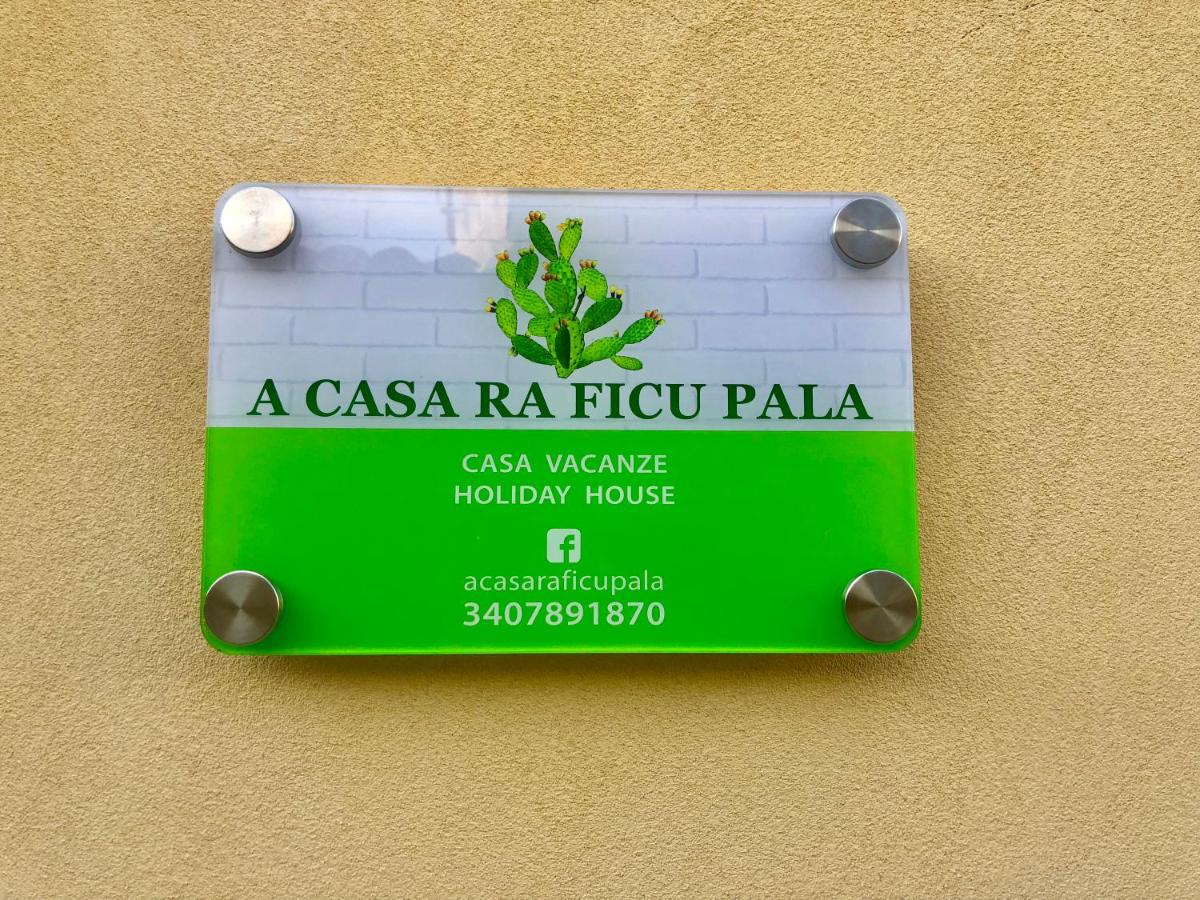 A CASA RA FICU PALA
CASA VACANZE
HOLIDAY HOUSE
f
acasaraficupala
3407891870